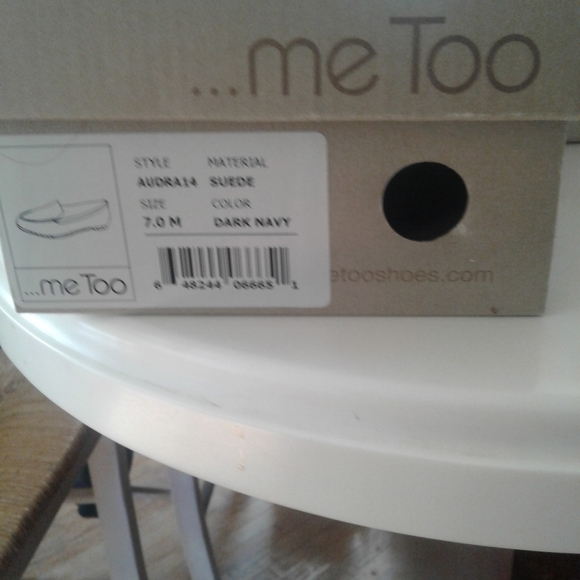 ...me Too
STYLE MATERIAL
AUDRA14 SUEDE
SIZE COLOR
7.0 M DARK NAVY
6 48244 06665 1
...me Too
etooshoes.com